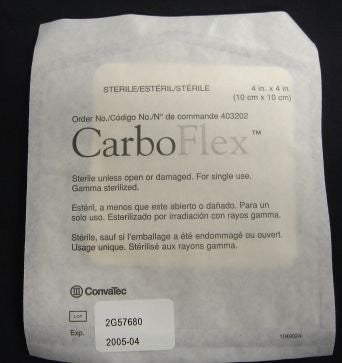 STERILE/ESTÉRIL/STÉRILE
4 in. x 4 in.
(10 cm x 10 cm)
Order No./Código No./N° de commande 403202
CarboFlex™
Sterile unless open or damaged. For single use.
Gamma sterilized.
Estéril, a menos que este abierto o dañado. Para un
solo uso. Esterilizado por irradiación con rayos gamma.
Stérile, sauf si l'emballage a été endommagé ou ouvert.
Usage unique. Stérilisé aux rayons gamma.
ConvaTec
LOT 2G57680
Exp. 2005-04
1049024